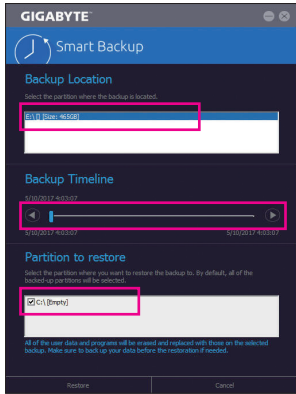 GIGABYTE™
Smart Backup
Backup Location
Select the partition where the backup is located.
E:\ [] [Size: 465GB]
Backup Timeline
5/10/2017 4:03:07
5/10/2017 4:03:07 5/10/2017 4:03:07
Partition to restore
Select the partition where you want to restore the backup to. By default, all of the
backed-up partitions will be selected.
C:\ [Empty]
All of the user data and programs will be erased and replaced with those on the selected
backup. Make sure to back up your data before the restoration if needed.
Restore Cancel